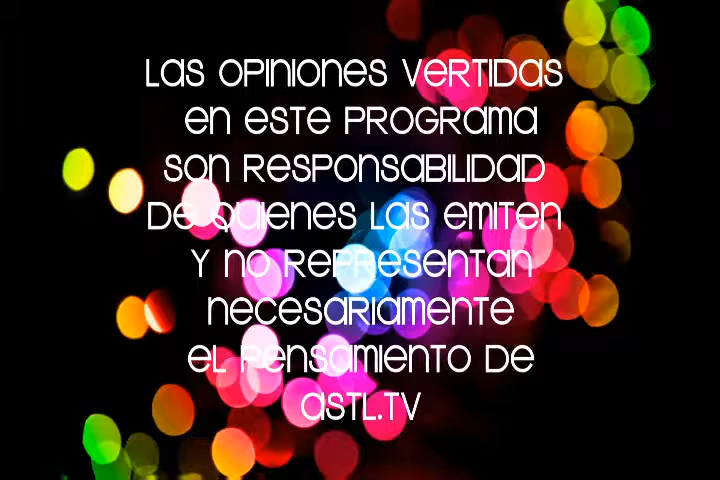 Las opiniones vertidas
en este programa
son responsabilidad
de quienes las emiten
y no representan
necesariamente
el pensamiento de
astl.tv